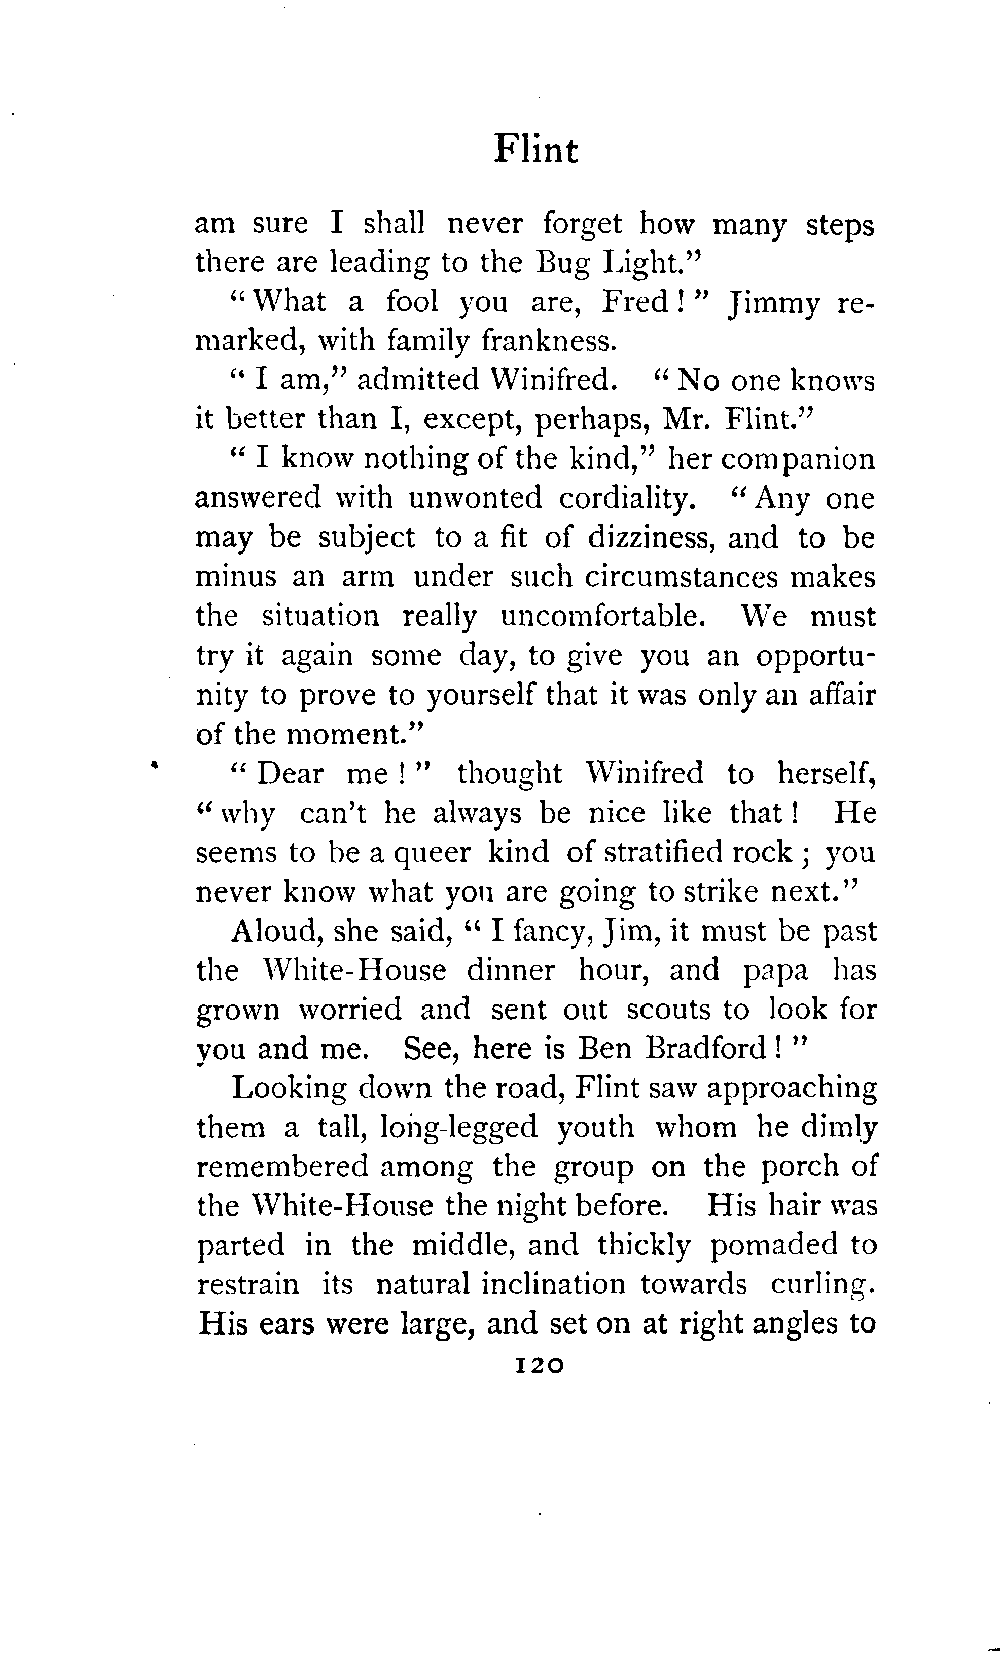 Flint
am sure I shall never forget how many steps
there are leading to the Bug Light."
"What a fool you are, Fred!" Jimmy re-
marked, with family frankness.
"I am," admitted Winifred. "No one knows
it better than I, except, perhaps, Mr. Flint."
"I know nothing of the kind," her companion
answered with unwonted cordiality. "Any one
may be subject to a fit of dizziness, and to be
minus an arm under such circumstances makes
the situation really uncomfortable. We must
try it again some day, to give you an opportu-
nity to prove to yourself that it was only an affair
of the moment."
"Dear me!" thought Winifred to herself,
"why can't he always be nice like that! He
seems to be a queer kind of stratified rock; you
never know what you are going to strike next."
Aloud, she said, "I fancy, Jim, it must be past
the White-House dinner hour, and papa has
grown worried and sent out scouts to look for
you and me. See, here is Ben Bradford!"
Looking down the road, Flint saw approaching
them a tall, long-legged youth whom he dimly
remembered among the group on the porch of
the White-House the night before. His hair was
parted in the middle, and thickly pomaded to
restrain its natural inclination towards curling.
His ears were large, and set on at right angles to
120